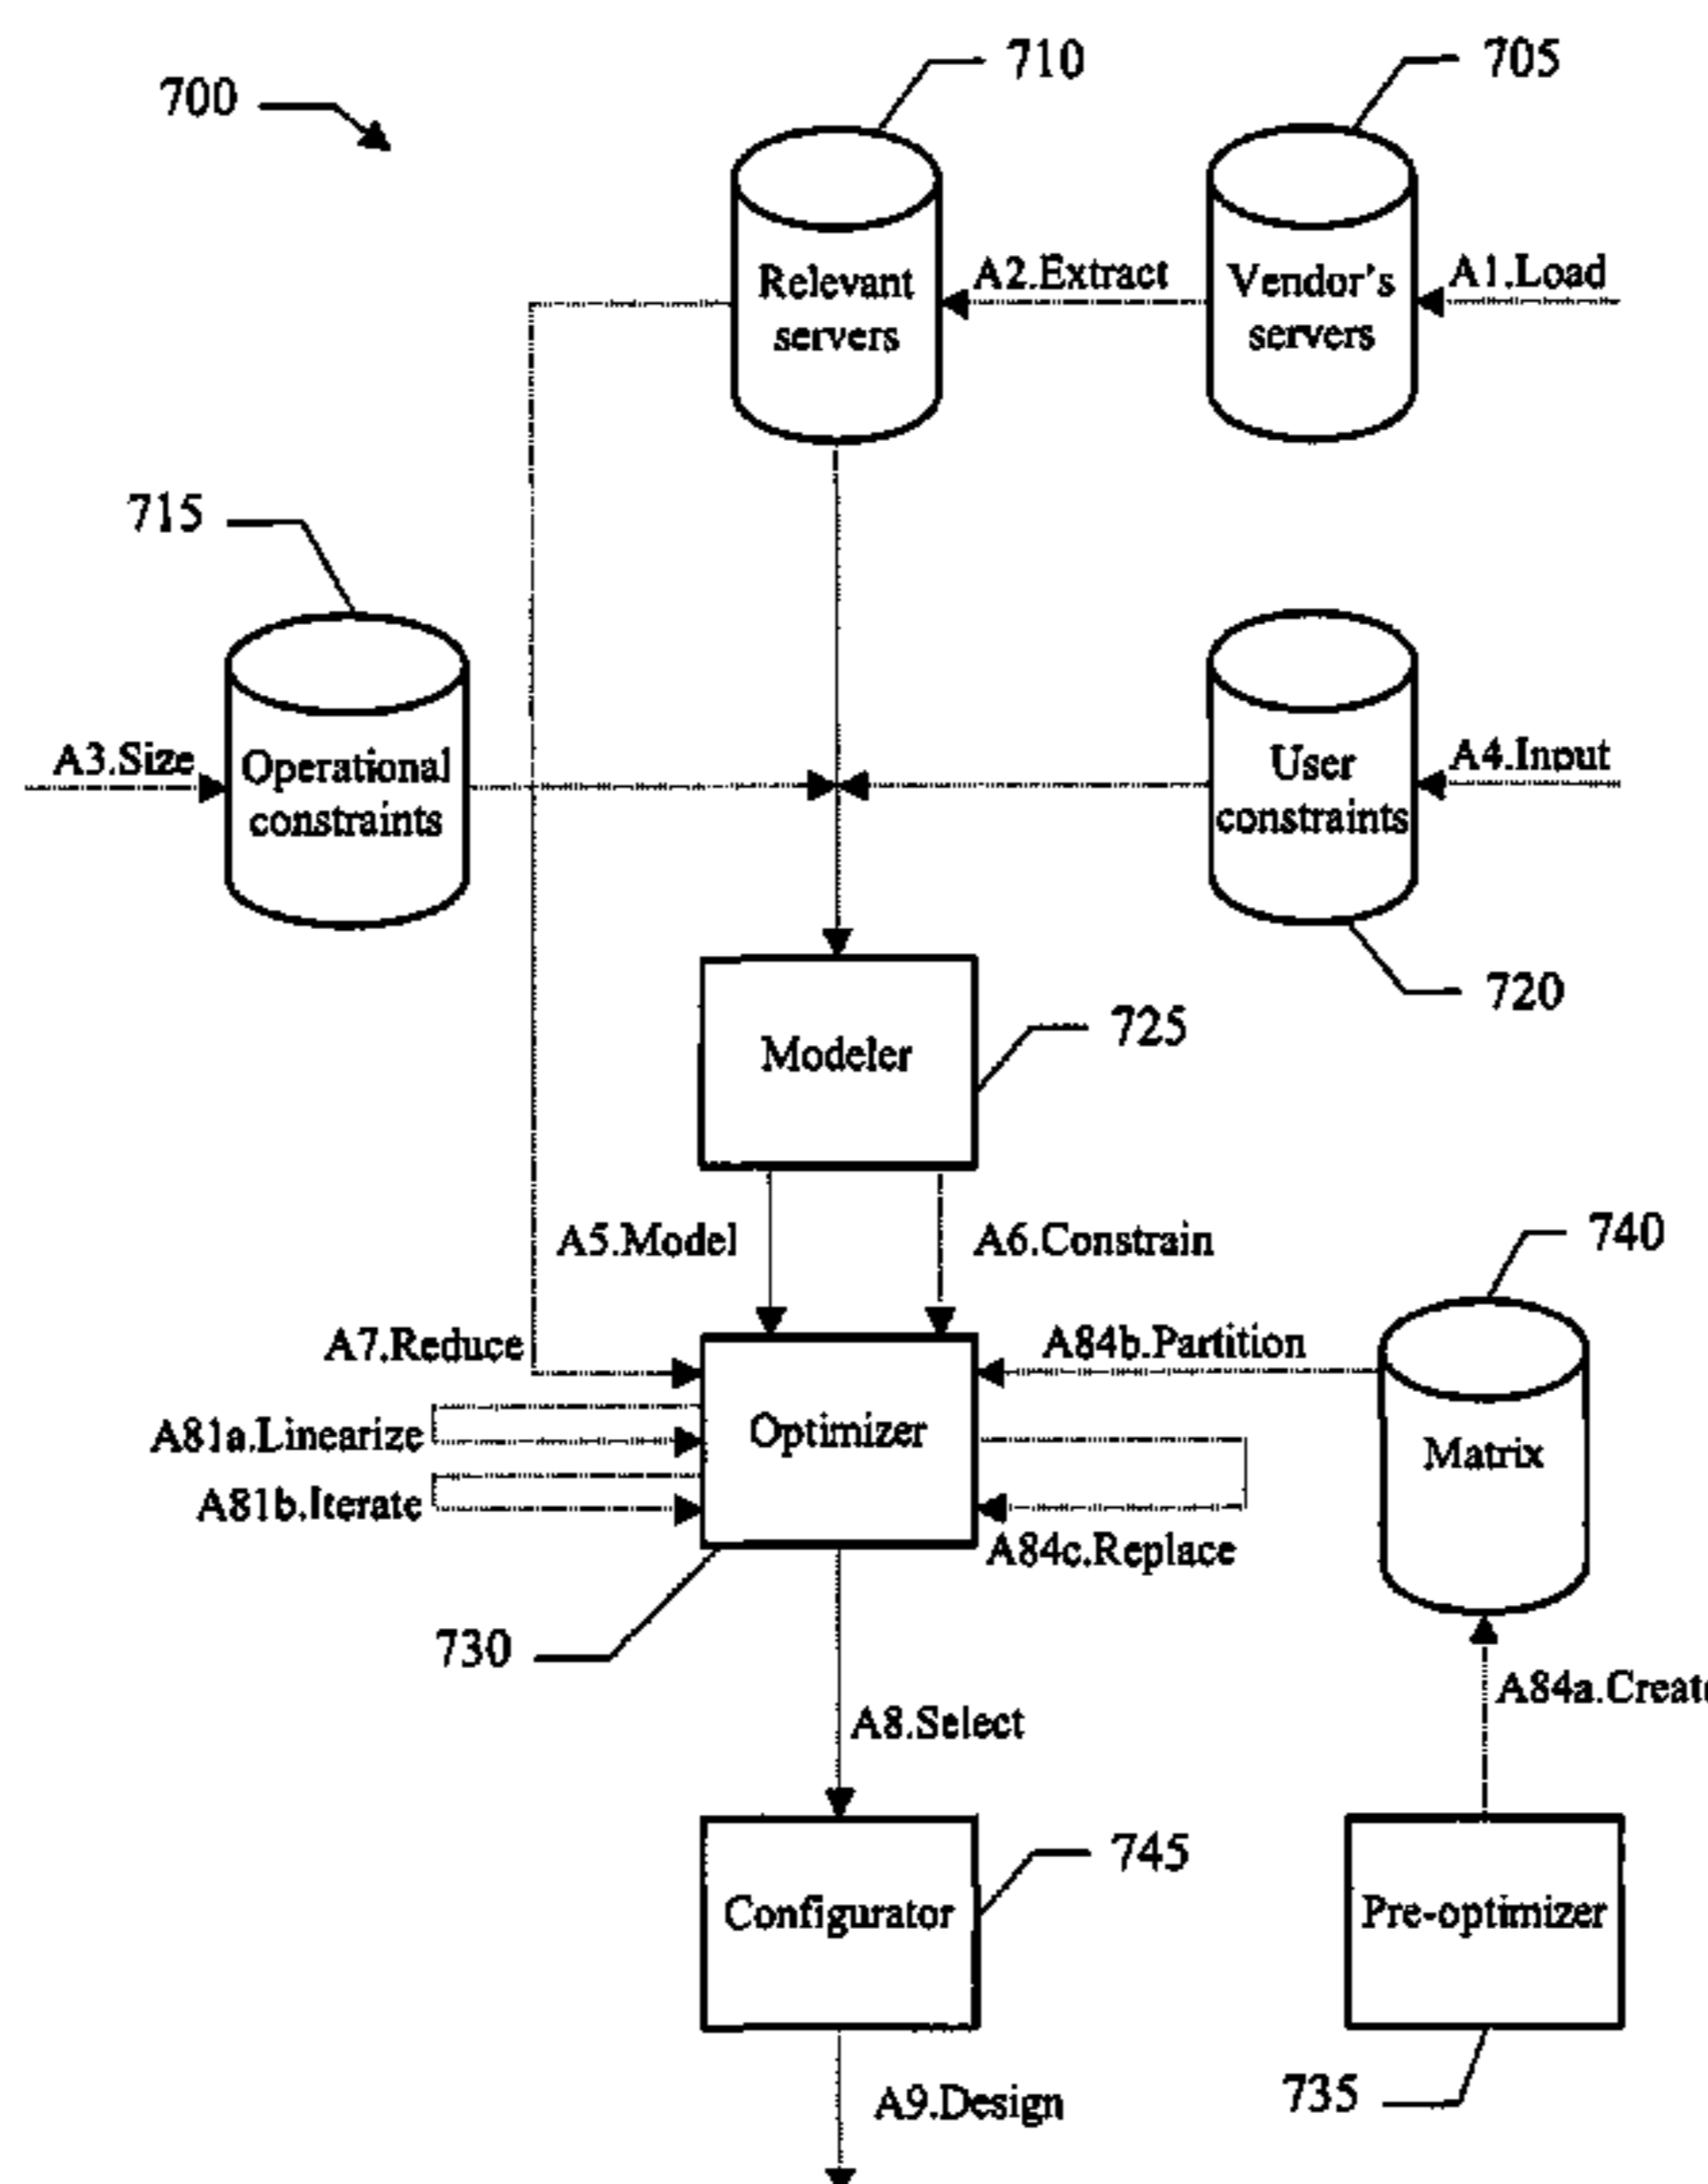 700
710
705
Relevant
servers
A2.Extract
Vendor's
servers
A1.Load
715
A3.Size
Operational
constraints
User
constraints
A4.Input
720
Modeler
725
A5.Model
A6.Constrain
740
A7.Reduce
A84b.Partition
A81a.Linearize
Optimizer
Matrix
A81b.Iterate
A84c.Replace
730
A84a.Create
A8.Select
745
Configurator
Pre-optimizer
A9.Design
735